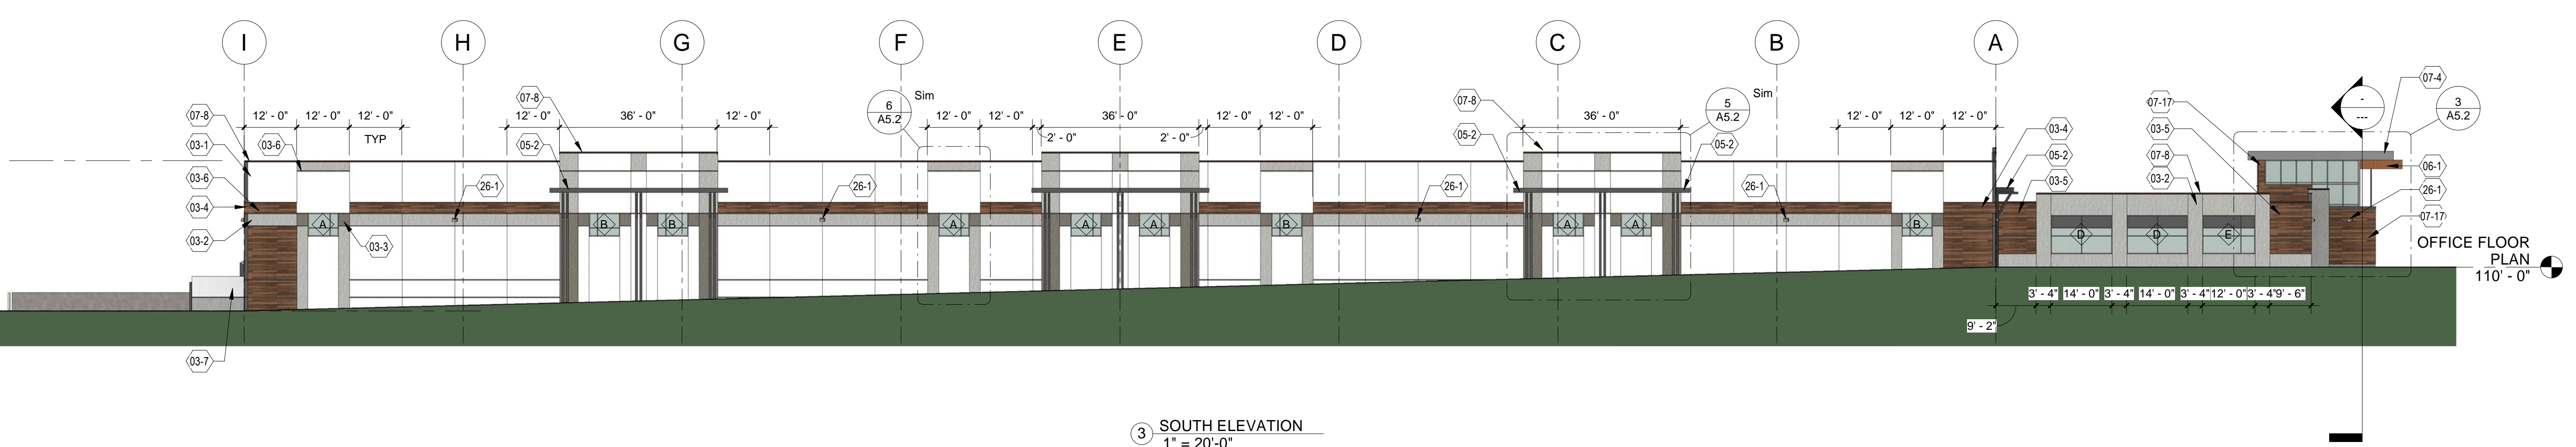 I H G F E D C B A
07-4
07-8 6 Sim 07-8 5 Sim 07-17 - 3
07-8 12' - 0" 12' - 0" 12' - 0" 12' - 0" 36' - 0" 12' - 0" A5.2 12' - 0" 12' - 0" 36' - 0" 12' - 0" 12' - 0" 36' - 0" A5.2 12' - 0" 12' - 0" 12' - 0" --- A5.2
03-4 03-5
TYP 2' - 0" 2' - 0" 05-2
03-1 03-6 05-2 05-2 05-2 07-8
06-1
03-6 26-1 26-1 26-1 26-1 03-5 03-2 26-1
03-4
07-17
03-2 A B B A A A B A A B D D E
03-3
OFFICE FLOOR
PLAN
110' - 0"
03-7
3' - 4" 14' - 0" 3' - 4" 14' - 0" 3' - 4" 12' - 0" 3' - 4" 9' - 6"
9' - 2"
3 SOUTH ELEVATION
1" = 20'-0"